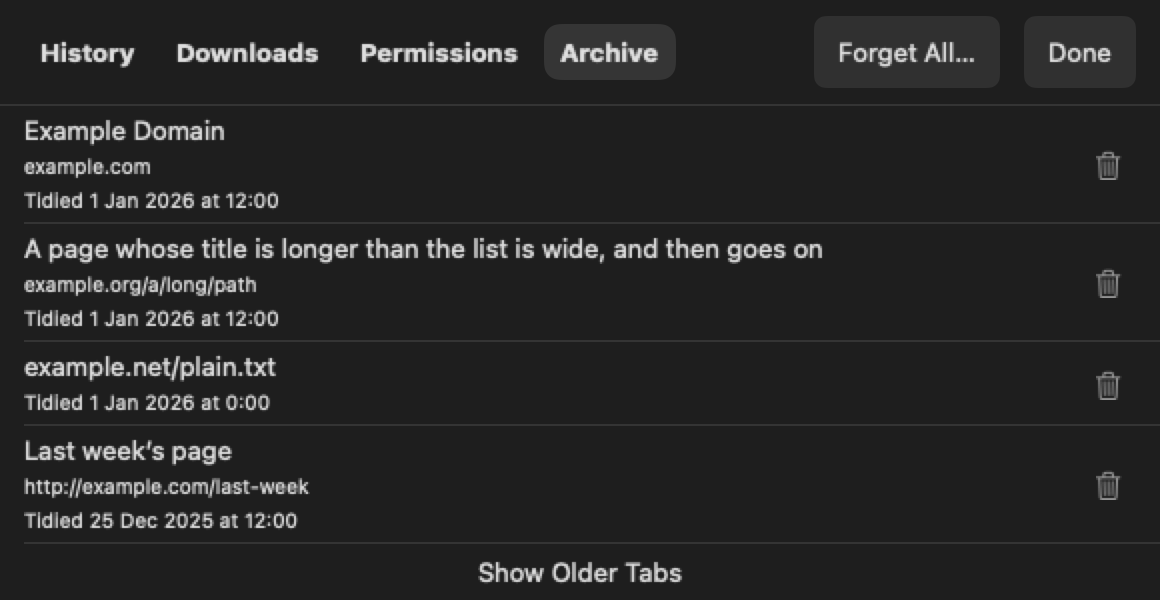 History Downloads Permissions Archive Forget All... Done
Example Domain
example.com
Tidied 1 Jan 2026 at 12:00
A page whose title is longer than the list is wide, and then goes on
example.org/a/long/path
Tidied 1 Jan 2026 at 12:00
example.net/plain.txt
Tidied 1 Jan 2026 at 0:00
Last week’s page
http://example.com/last-week
Tidied 25 Dec 2025 at 12:00
Show Older Tabs